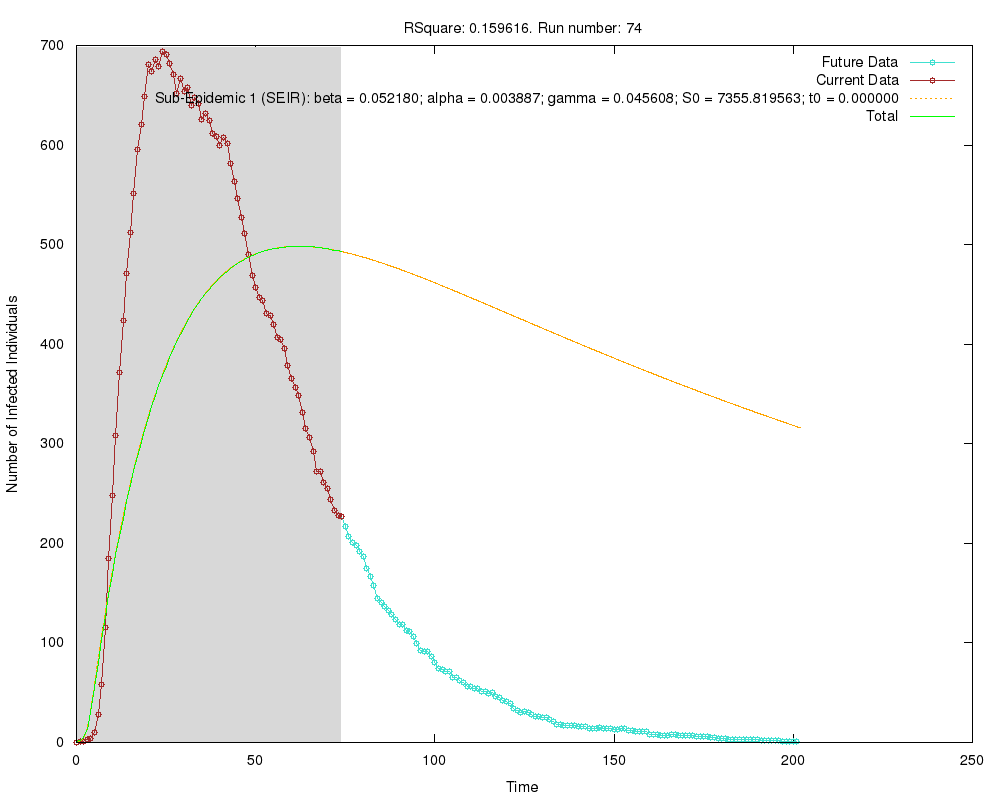 RSquare: 0.159616. Run number: 74
Future Data
Current Data
Sub-Epidemic 1 (SEIR): beta = 0.052180; alpha = 0.003887; gamma = 0.045608; S0 = 7355.819563; t0 = 0.000000
Total
700
600
500
400
300
200
100
0
Number of Infected Individuals
0 50 100 150 200 250
Time